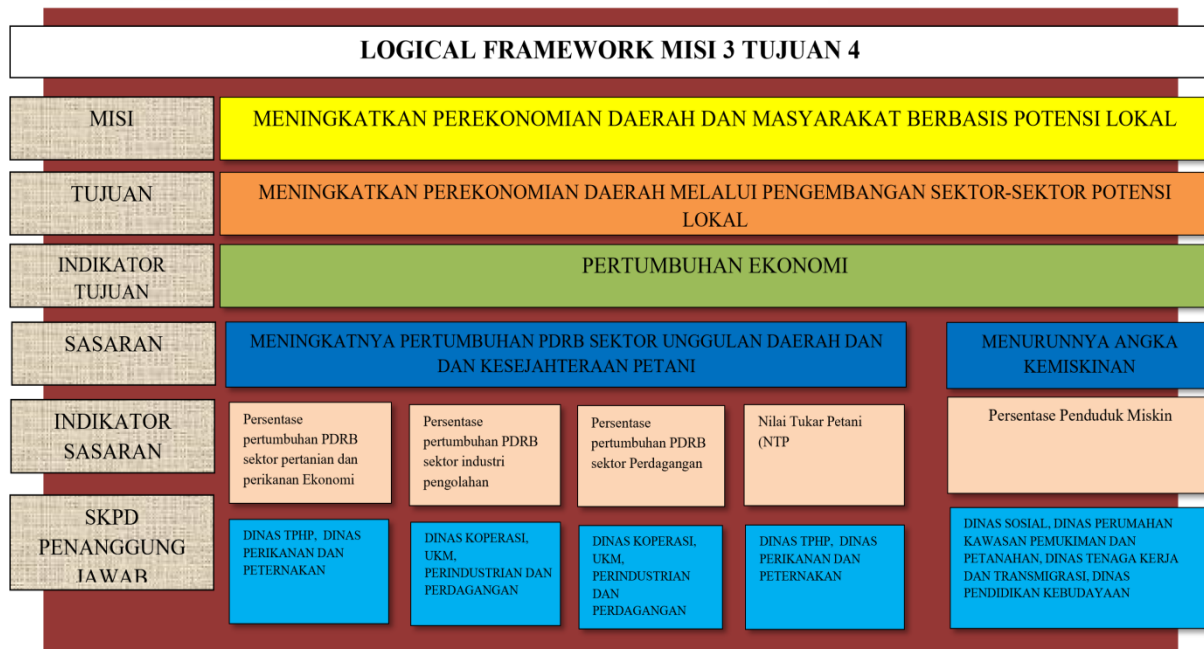 LOGICAL FRAMEWORK MISI 3 TUJUAN 4
MISI
MENINGKATKAN PEREKONOMIAN DAERAH DAN MASYARAKAT BERBASIS POTENSI LOKAL
TUJUAN
MENINGKATKAN PEREKONOMIAN DAERAH MELALUI PENGEMBANGAN SEKTOR-SEKTOR POTENSI
LOKAL
INDIKATOR
TUJUAN
PERTUMBUHAN EKONOMI
SASARAN
MENINGKATNYA PERTUMBUHAN PDRB SEKTOR UNGGULAN DAERAH DAN
DAN KESEJAHTERAAN PETANI
MENURUNNYA ANGKA
KEMISKINAN
INDIKATOR
SASARAN
Persentase
pertumbuhan PDRB
sektor pertanian dan
perikanan Ekonomi
Persentase
pertumbuhan PDRB
sektor industri
pengolahan
Persentase
pertumbuhan PDRB
sektor Perdagangan
Nilai Tukar Petani
(NTP
Persentase Penduduk Miskin
SKPD
PENANGGUNG
JAWAB
DINAS TPHP, DINAS
PERIKANAN DAN
PETERNAKAN
DINAS KOPERASI,
UKM,
PERINDUSTRIAN DAN
PERDAGANGAN
DINAS KOPERASI,
UKM,
PERINDUSTRIAN
DAN
PERDAGANGAN
DINAS TPHP, DINAS
PERIKANAN DAN
PETERNAKAN
DINAS SOSIAL, DINAS PERUMAHAN
KAWASAN PEMUKIMAN DAN
PETANAHAN, DINAS TENAGA KERJA
DAN TRANSMIGRASI, DINAS
PENDIDIKAN KEBUDAYAAN